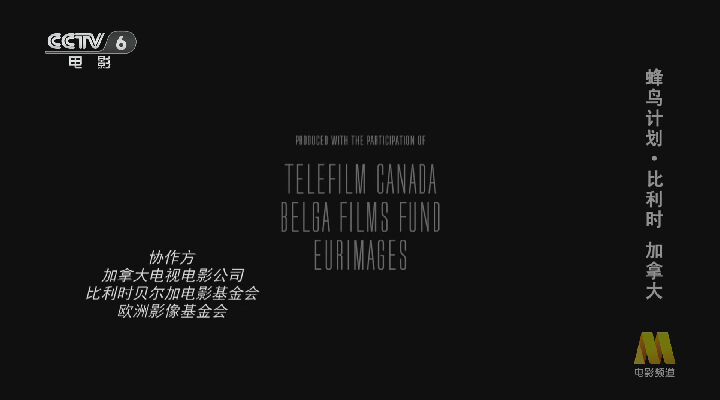 CCTV 6
电影
PRODUCED WITH THE PARTICIPATION OF
TELEFILM CANADA
BELGA FILMS FUND
EURIMAGES
协作方
加拿大电视电影公司
比利时贝尔加电影基金会
欧洲影像基金会
蜂鸟计划·比利时 加拿大
电影频道